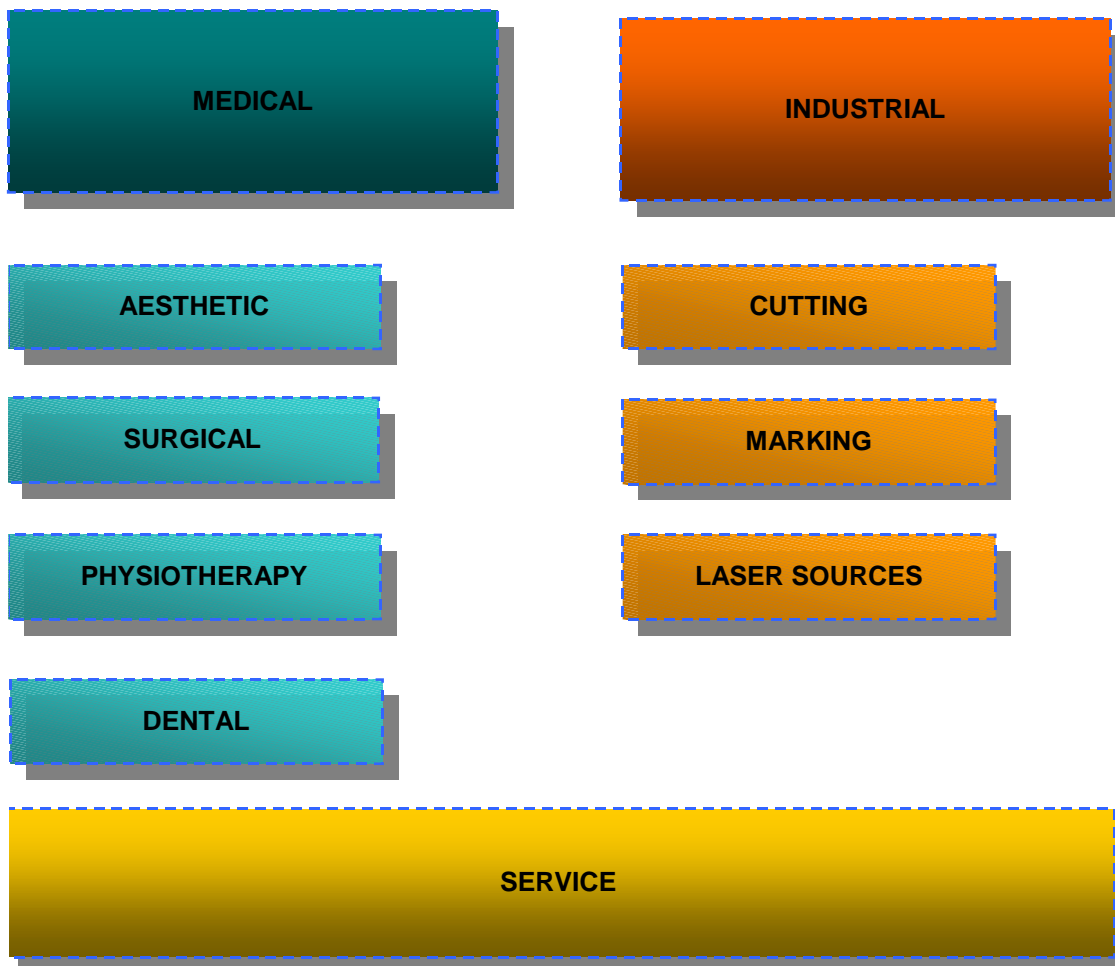 MEDICAL
INDUSTRIAL
AESTHETIC
CUTTING
SURGICAL
MARKING
PHYSIOTHERAPY
LASER SOURCES
DENTAL
SERVICE